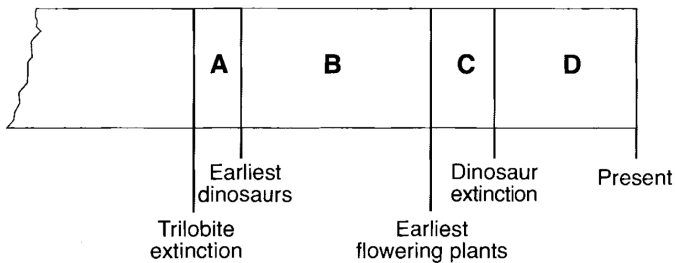 A
B
C
D
Earliest
dinosaurs
Dinosaur
extinction
Present
Trilobite
extinction
Earliest
flowering plants